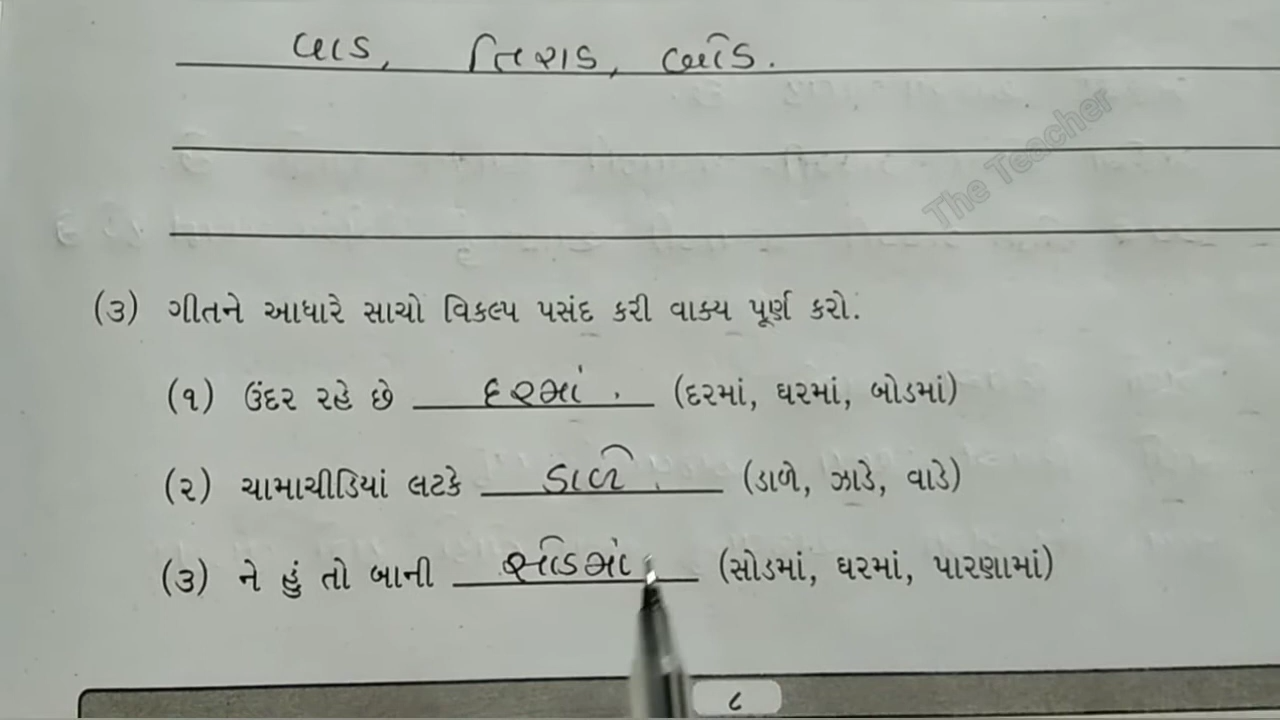 વાડ, તિરાડ, બોડ.
The Teacher
(૩) ગીતને આધારે સાચો વિકલ્પ પસંદ કરી વાક્ય પૂર્ણ કરો.
(૧) ઉંદર રહે છે દરમાં. (દરમાં, ઘરમાં, બોડમાં)
(૨) ચામાચીડિયાં લટકે ડાળે. (ડાળે, ઝાડે, વાડે)
(૩) ને હું તો બાની સોડમાં (સોડમાં, ઘરમાં, પારણામાં)
૮